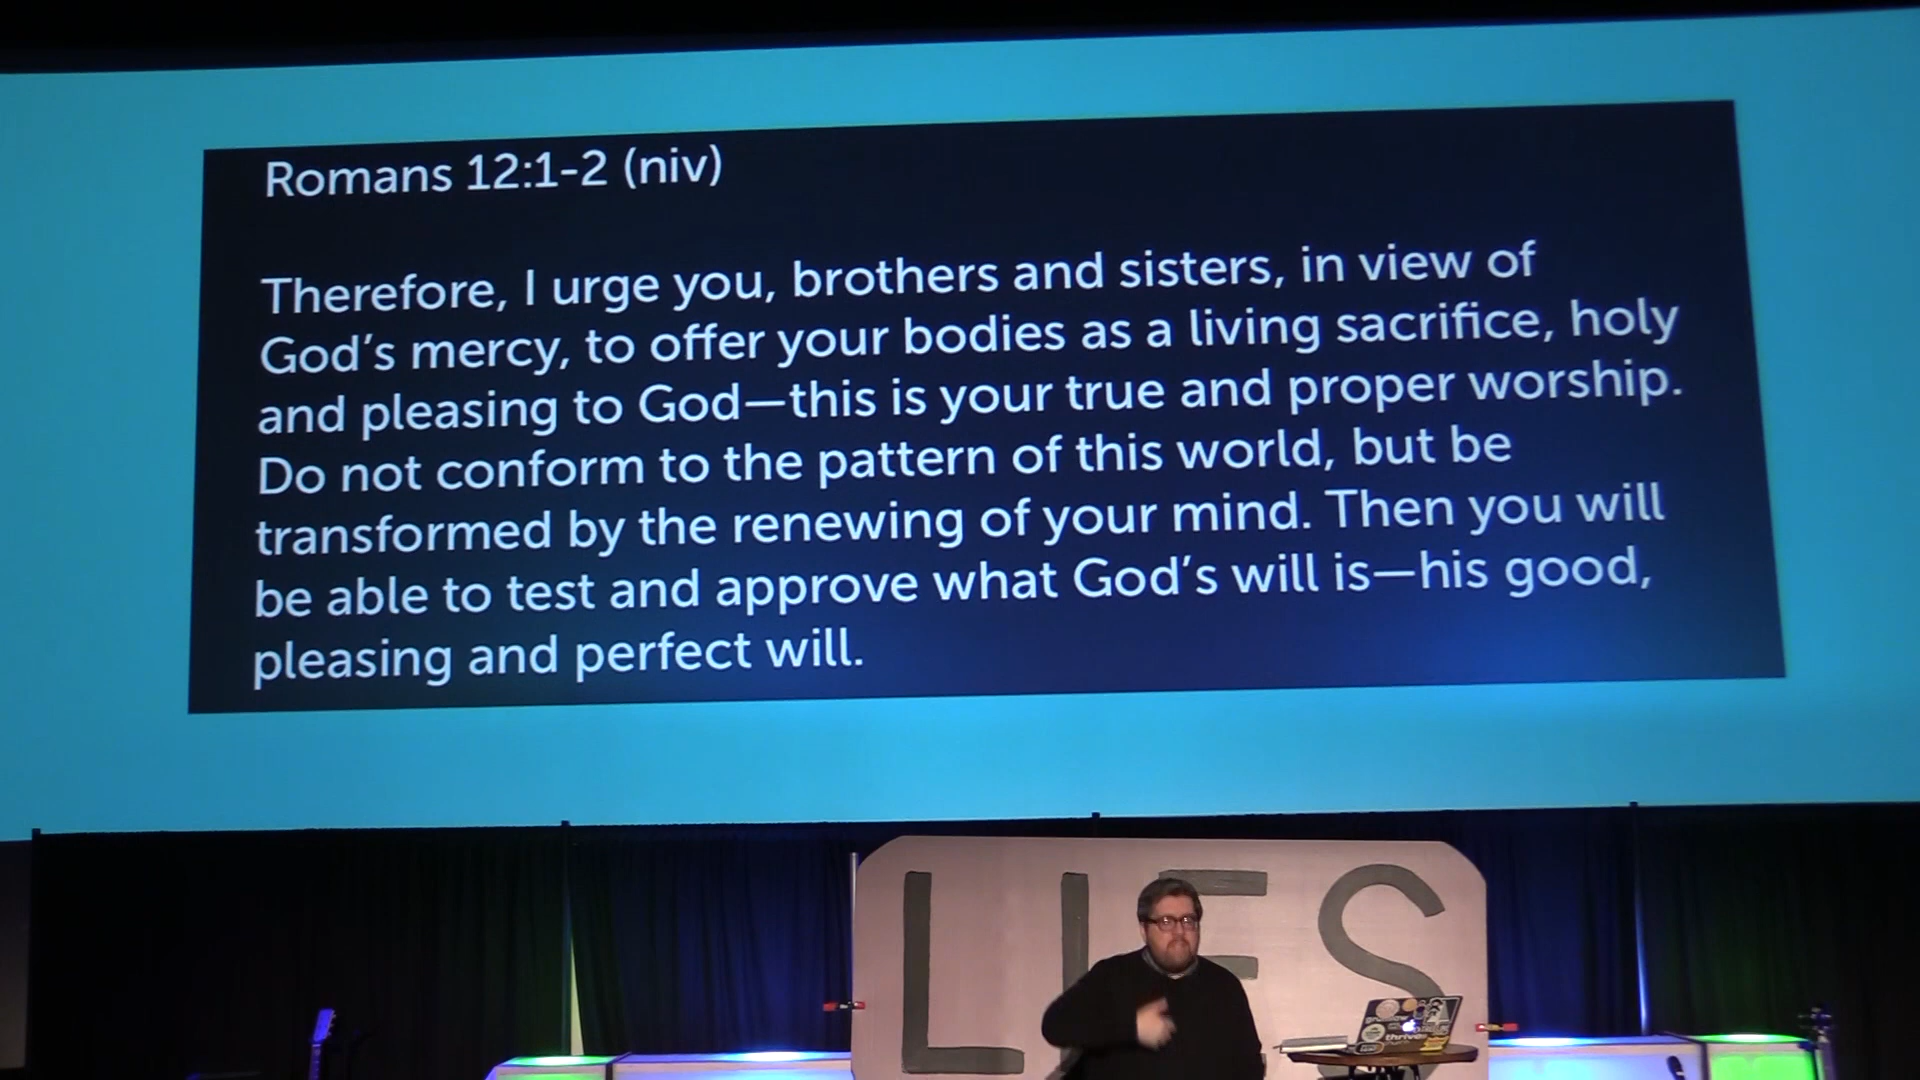 Romans 12:1-2 (niv)
Therefore, I urge you, brothers and sisters, in view of
God's mercy, to offer your bodies as a living sacrifice, holy
and pleasing to God—this is your true and proper worship.
Do not conform to the pattern of this world, but be
transformed by the renewing of your mind. Then you will
be able to test and approve what God's will is—his good,
pleasing and perfect will.
LIES
thrive